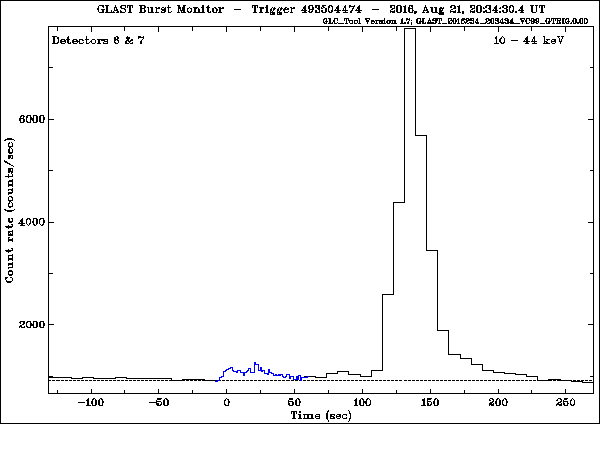 GLAST Burst Monitor - Trigger 493504474 - 2016, Aug 21, 20:34:30.4 UT
GLC_Tool Version 1.7; GLAST_2016234_203434_VC09_GTRIG.0.00
Detectors 6 & 7
10 - 44 keV
6000
4000
2000
Count rate (counts/sec)
-100 -50 0 50 100 150 200 250
Time (sec)